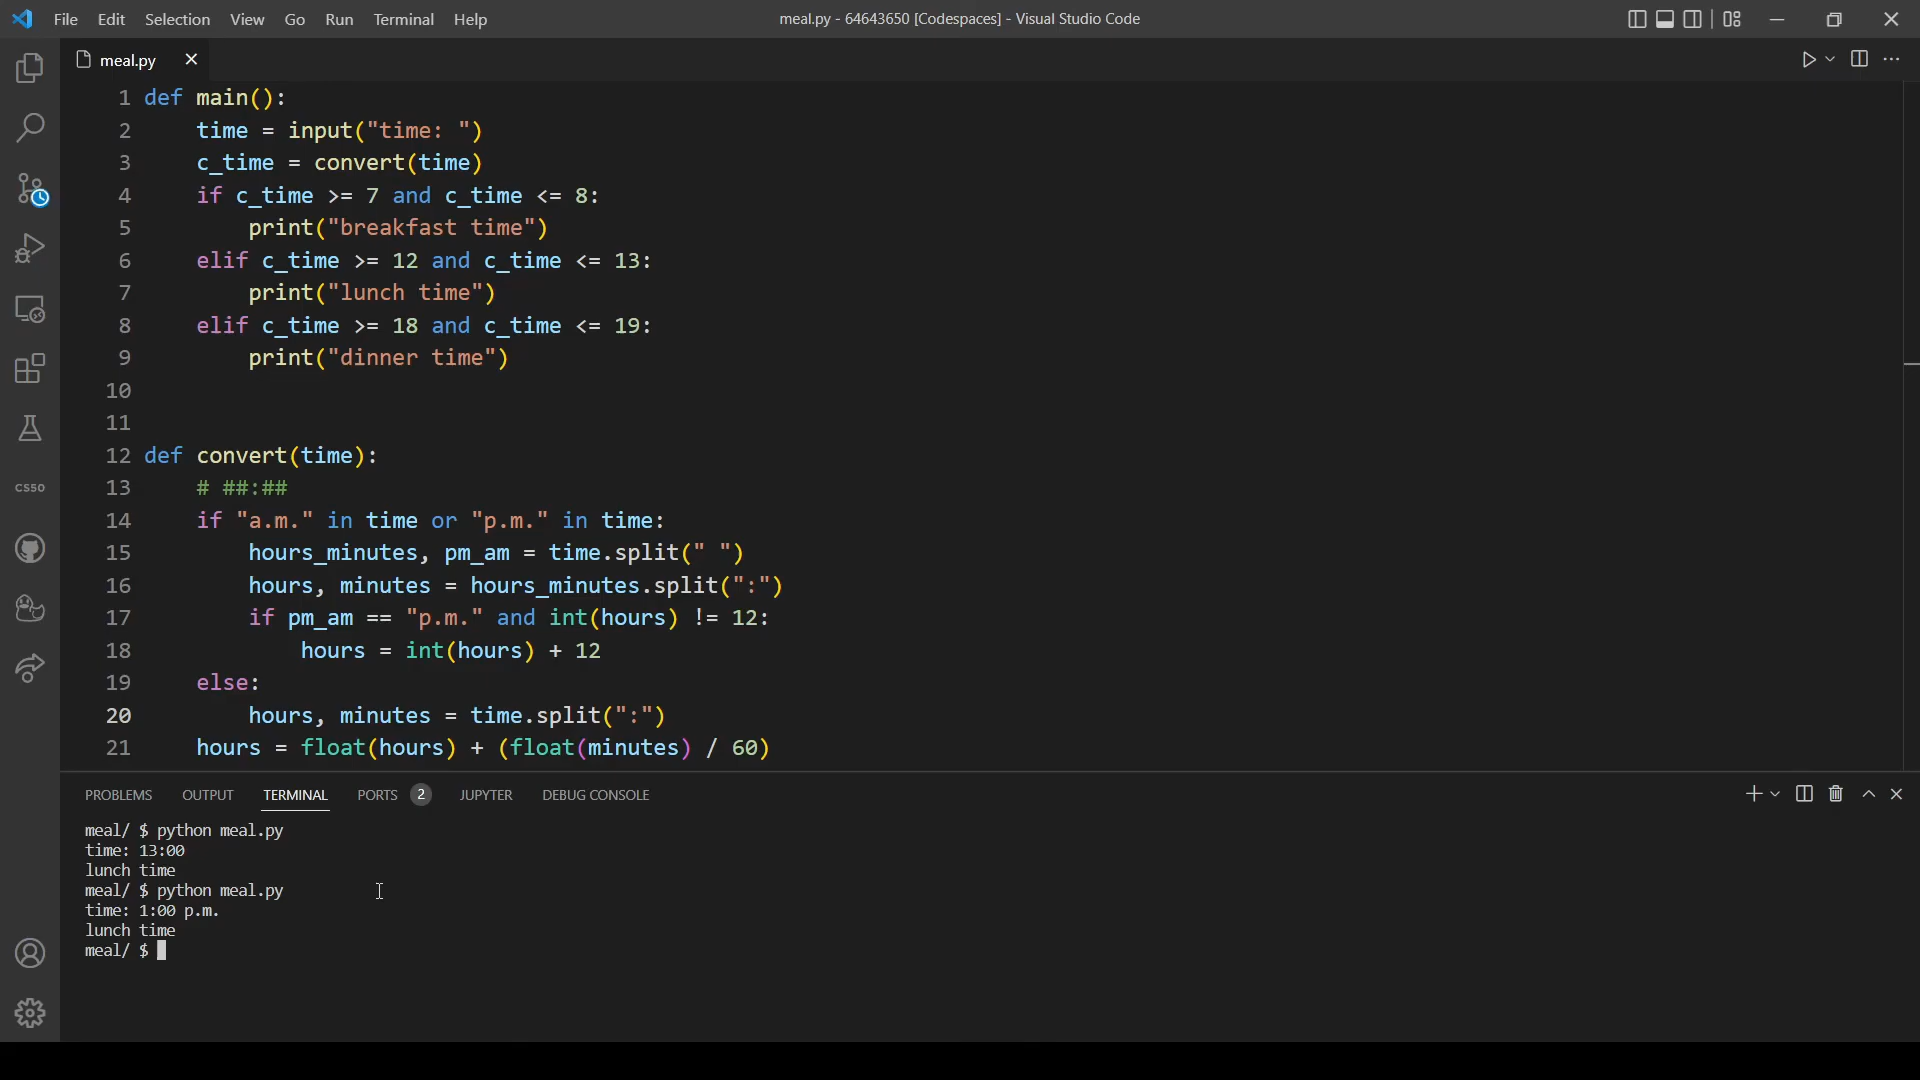 File Edit Selection View Go Run Terminal Help
meal.py - 64643650 [Codespaces] - Visual Studio Code
meal.py
1 def main():
2     time = input("time: ")
3     c_time = convert(time)
4     if c_time >= 7 and c_time <= 8:
5         print("breakfast time")
6     elif c_time >= 12 and c_time <= 13:
7         print("lunch time")
8     elif c_time >= 18 and c_time <= 19:
9         print("dinner time")
10
11
12 def convert(time):
13     # ##:##
14     if "a.m." in time or "p.m." in time:
15         hours_minutes, pm_am = time.split(" ")
16         hours, minutes = hours_minutes.split(":")
17         if pm_am == "p.m." and int(hours) != 12:
18             hours = int(hours) + 12
19     else:
20         hours, minutes = time.split(":")
21     hours = float(hours) + (float(minutes) / 60)
CS50
PROBLEMS OUTPUT TERMINAL PORTS 2 JUPYTER DEBUG CONSOLE
meal/ $ python meal.py
time: 13:00
lunch time
meal/ $ python meal.py
time: 1:00 p.m.
lunch time
meal/ $